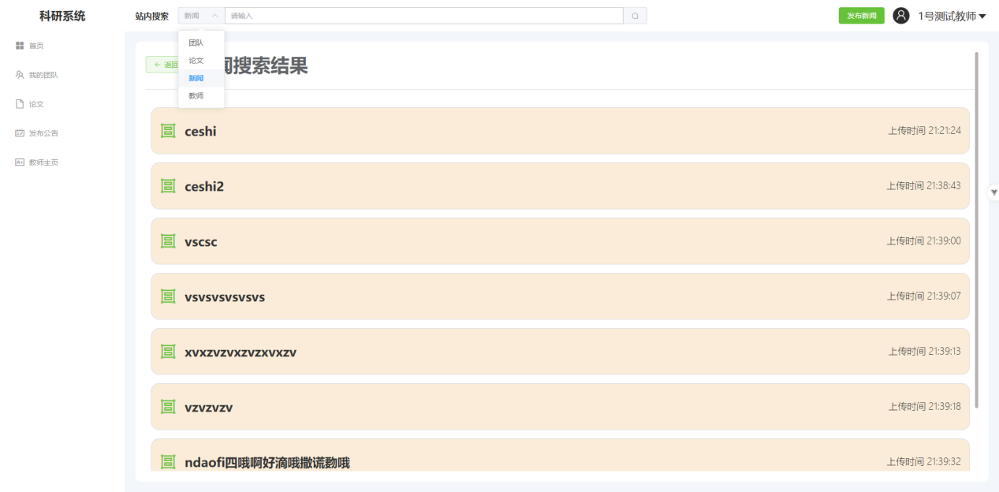 科研系统
站内搜索 新闻 请输入 发布新闻 1号测试教师
首页
我的团队
论文
发布公告
教师主页
团队
论文
新闻
教师
返回 闻搜索结果
ceshi 上传时间 21:21:24
ceshi2 上传时间 21:38:43
vscsc 上传时间 21:39:00
vsvsvsvsvsvs 上传时间 21:39:07
xvxzvzvxzvzxvxzv 上传时间 21:39:13
vzvzvzv 上传时间 21:39:18
ndaofi四哦啊好滴哦撒谎覅哦 上传时间 21:39:32